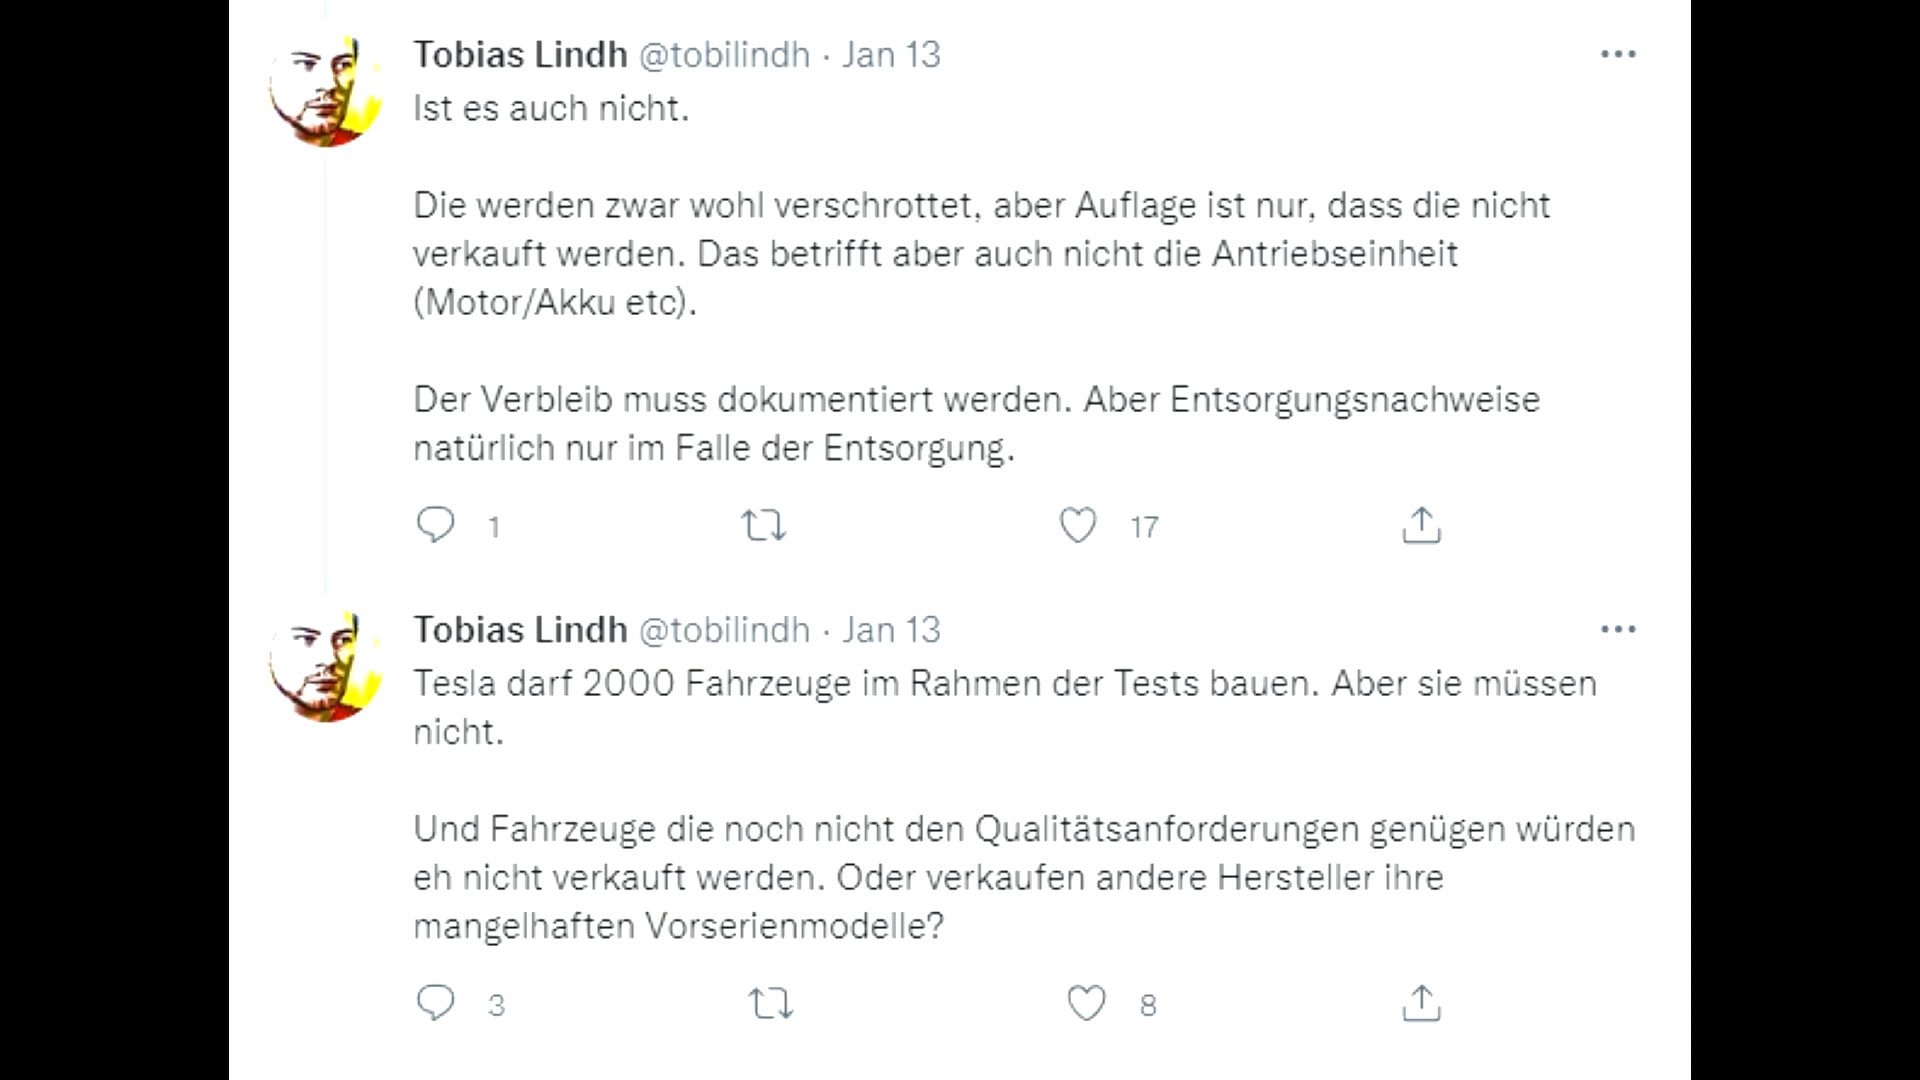 Tobias Lindh @tobilindh · Jan 13
Ist es auch nicht.
Die werden zwar wohl verschrottet, aber Auflage ist nur, dass die nicht
verkauft werden. Das betrifft aber auch nicht die Antriebseinheit
(Motor/Akku etc).
Der Verbleib muss dokumentiert werden. Aber Entsorgungsnachweise
natürlich nur im Falle der Entsorgung.
1 17
Tobias Lindh @tobilindh · Jan 13
Tesla darf 2000 Fahrzeuge im Rahmen der Tests bauen. Aber sie müssen
nicht.
Und Fahrzeuge die noch nicht den Qualitätsanforderungen genügen würden
eh nicht verkauft werden. Oder verkaufen andere Hersteller ihre
mangelhaften Vorserienmodelle?
3 8